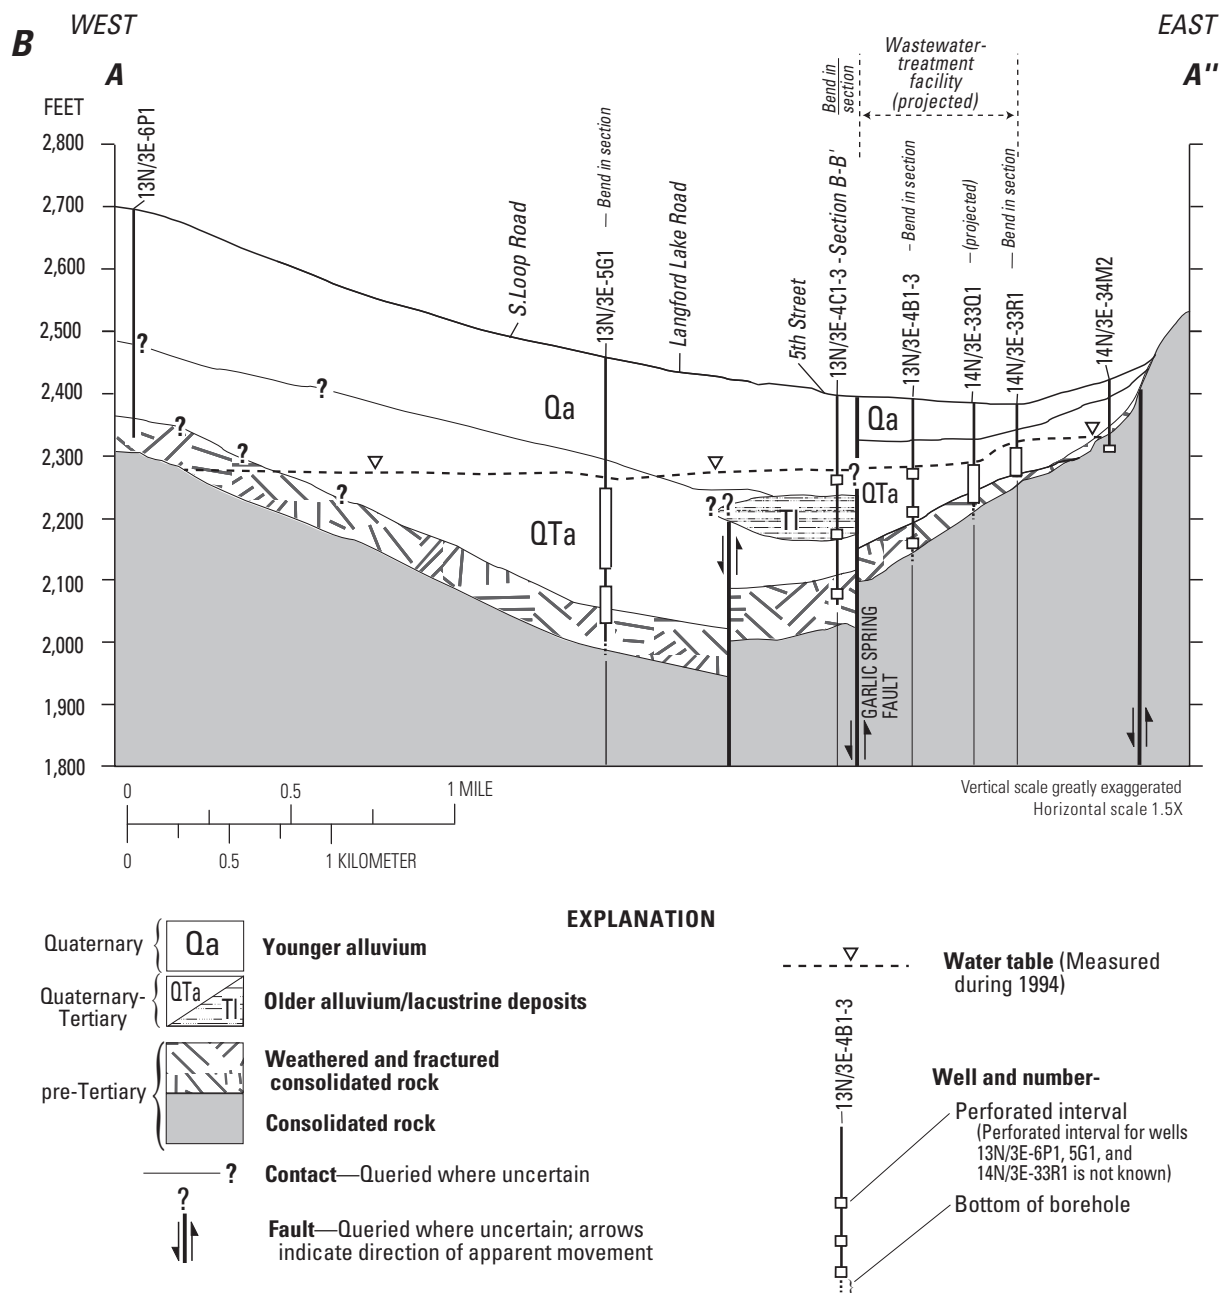 WEST
EAST
B
A
A"
FEET
2,800
2,700
2,600
2,500
2,400
2,300
2,200
2,100
2,000
1,900
1,800
13N/3E-6P1
S.Loop Road
13N/3E-5G1
— Bend in section
Langford Lake Road
5th Street
13N/3E-4C1-3 - Section B-B'
Bend in
section
Wastewater-
treatment
facility
(projected)
13N/3E-4B1-3
– Bend in section
14N/3E-33Q1
— (projected)
14N/3E-33R1
— Bend in section
14N/3E-34M2
?
?
?
?
?
?
?
?
Qa
Qa
QTa
QTa
Tl
GARLIC SPRING
FAULT
0
0.5
1 MILE
0
0.5
1 KILOMETER
Vertical scale greatly exaggerated
Horizontal scale 1.5X
EXPLANATION
Quaternary
Qa
Younger alluvium
Quaternary-
Tertiary
QTa
Tl
Older alluvium/lacustrine deposits
pre-Tertiary
Weathered and fractured
consolidated rock
Consolidated rock
?
Contact—Queried where uncertain
?
Fault—Queried where uncertain; arrows
indicate direction of apparent movement
Water table (Measured
during 1994)
13N/3E-4B1-3
Well and number-
Perforated interval
(Perforated interval for wells
13N/3E-6P1, 5G1, and
14N/3E-33R1 is not known)
Bottom of borehole